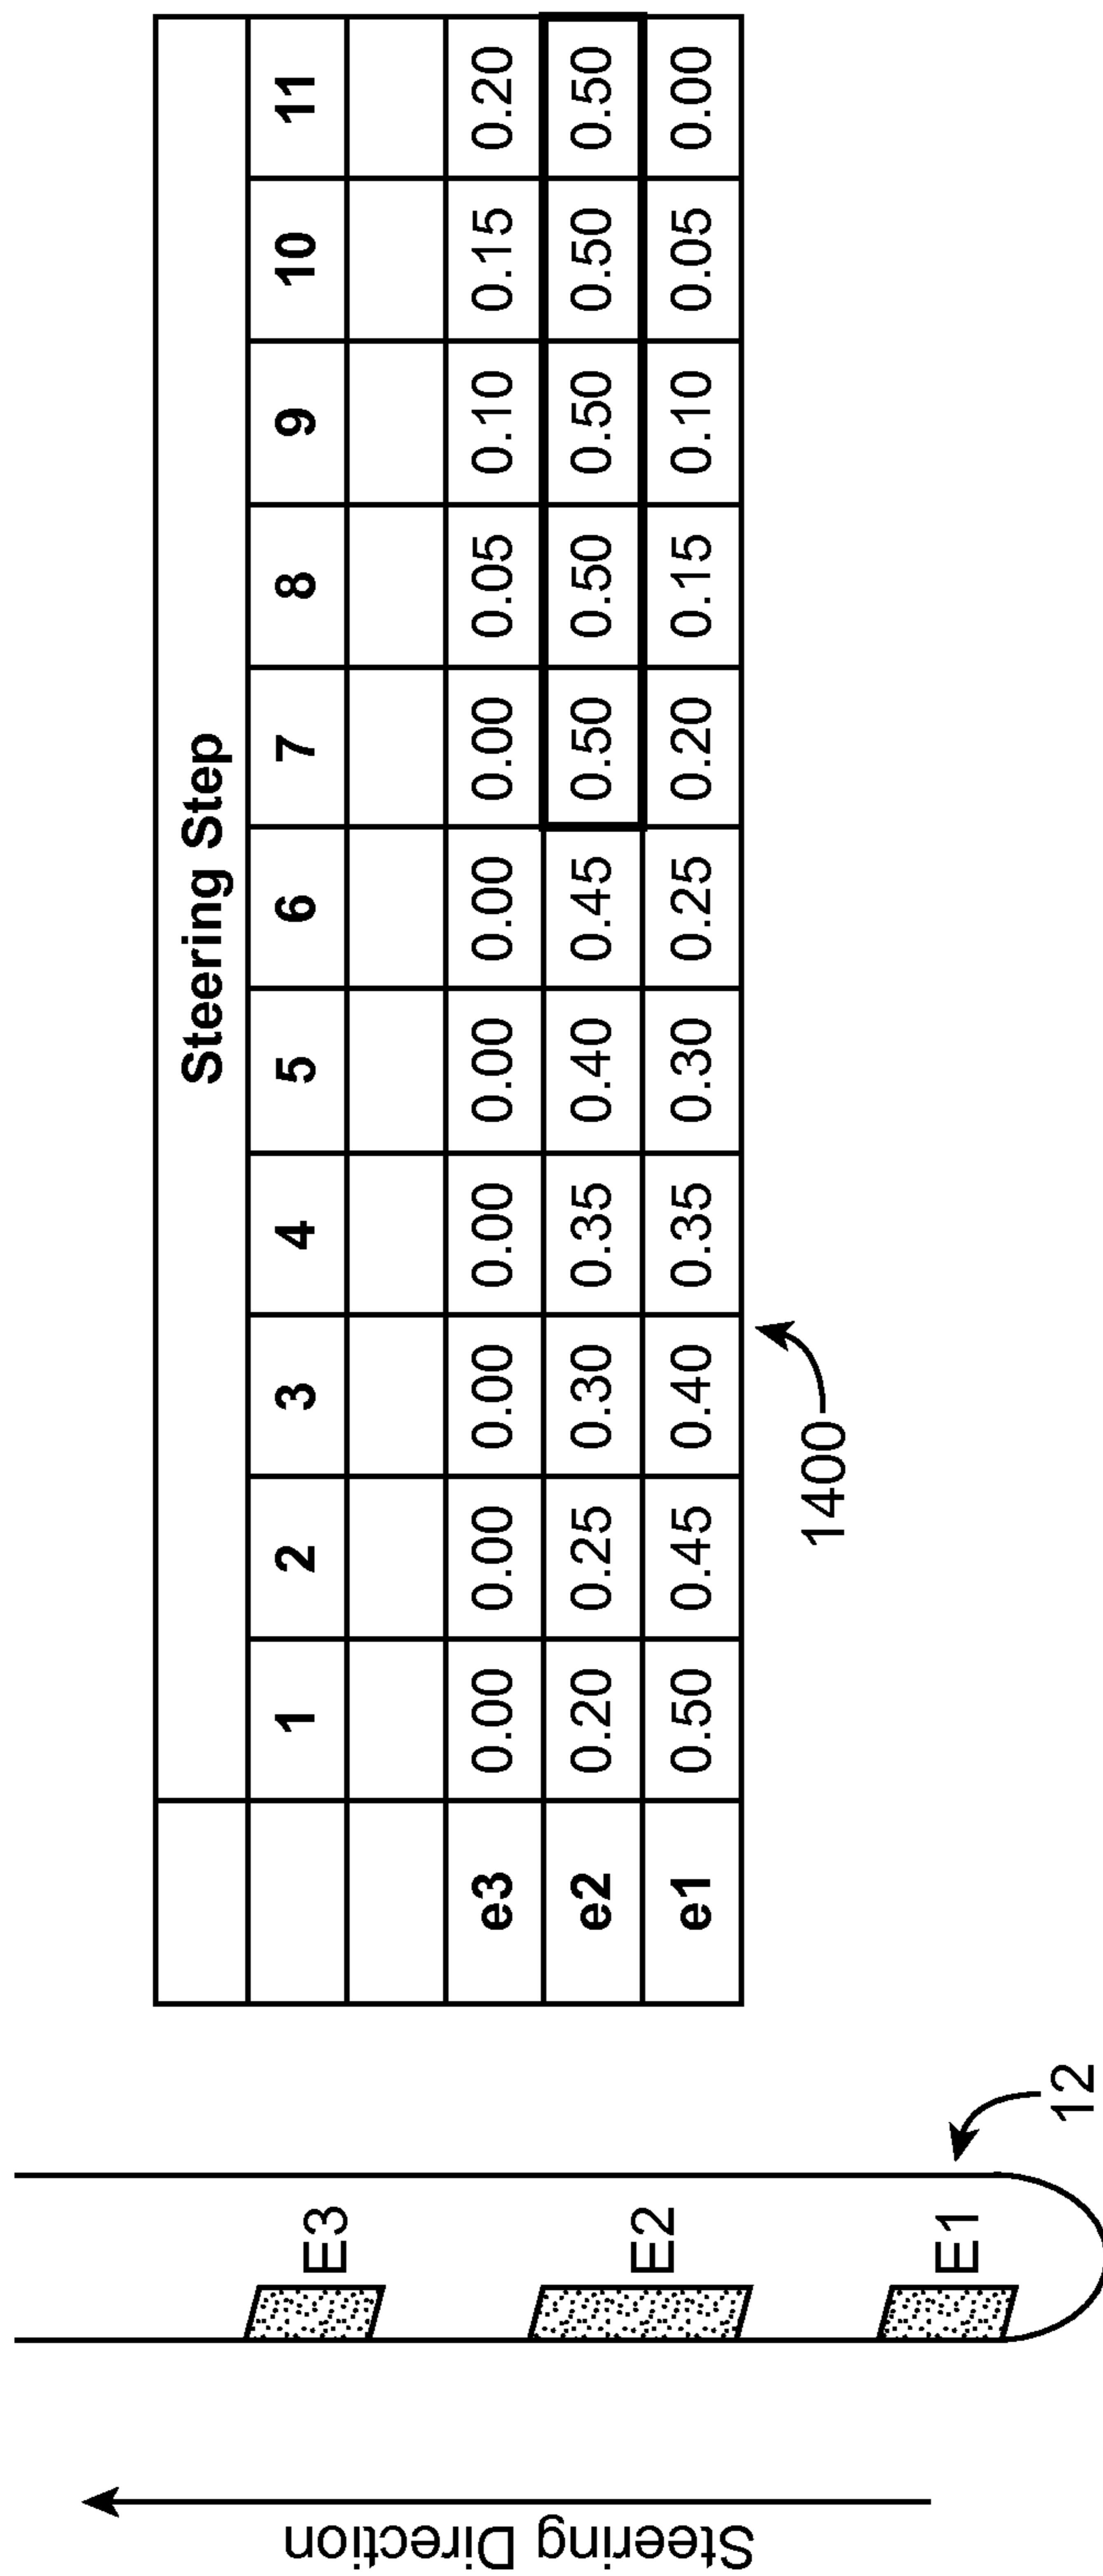 Steering Step
1 2 3 4 5 6 7 8 9 10 11
e3 0.00 0.00 0.00 0.00 0.00 0.00 0.00 0.05 0.10 0.15 0.20
e2 0.20 0.25 0.30 0.35 0.40 0.45 0.50 0.50 0.50 0.50 0.50
e1 0.50 0.45 0.40 0.35 0.30 0.25 0.20 0.15 0.10 0.05 0.00
1400
Steering Direction
E3
E2
E1
12